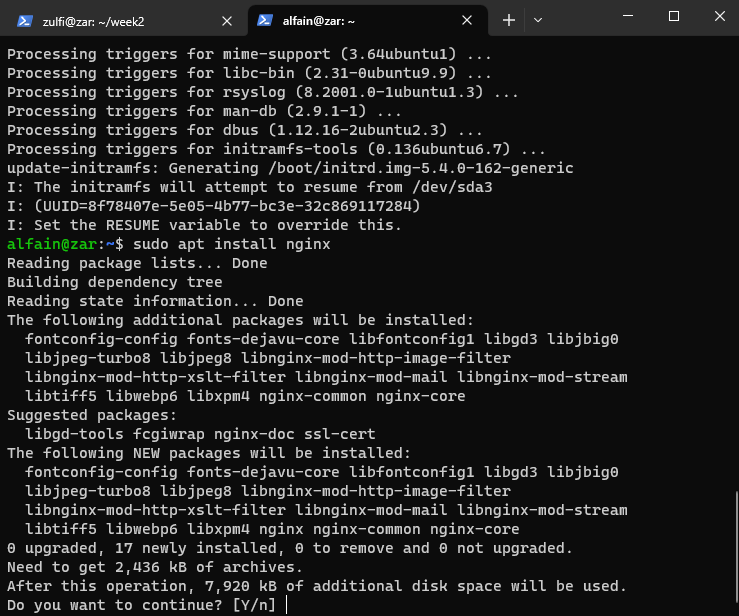 zulfi@zar: ~/week2
alfain@zar: ~
Processing triggers for mime-support (3.64ubuntu1) ...
Processing triggers for libc-bin (2.31-0ubuntu9.9) ...
Processing triggers for rsyslog (8.2001.0-1ubuntu1.3) ...
Processing triggers for man-db (2.9.1-1) ...
Processing triggers for dbus (1.12.16-2ubuntu2.3) ...
Processing triggers for initramfs-tools (0.136ubuntu6.7) ...
update-initramfs: Generating /boot/initrd.img-5.4.0-162-generic
I: The initramfs will attempt to resume from /dev/sda3
I: (UUID=8f78407e-5e05-4b77-bc3e-32c869117284)
I: Set the RESUME variable to override this.
alfain@zar:~$ sudo apt install nginx
Reading package lists... Done
Building dependency tree
Reading state information... Done
The following additional packages will be installed:
  fontconfig-config fonts-dejavu-core libfontconfig1 libgd3 libjbig0
  libjpeg-turbo8 libjpeg8 libnginx-mod-http-image-filter
  libnginx-mod-http-xslt-filter libnginx-mod-mail libnginx-mod-stream
  libtiff5 libwebp6 libxpm4 nginx-common nginx-core
Suggested packages:
  libgd-tools fcgiwrap nginx-doc ssl-cert
The following NEW packages will be installed:
  fontconfig-config fonts-dejavu-core libfontconfig1 libgd3 libjbig0
  libjpeg-turbo8 libjpeg8 libnginx-mod-http-image-filter
  libnginx-mod-http-xslt-filter libnginx-mod-mail libnginx-mod-stream
  libtiff5 libwebp6 libxpm4 nginx nginx-common nginx-core
0 upgraded, 17 newly installed, 0 to remove and 0 not upgraded.
Need to get 2,436 kB of archives.
After this operation, 7,920 kB of additional disk space will be used.
Do you want to continue? [Y/n]